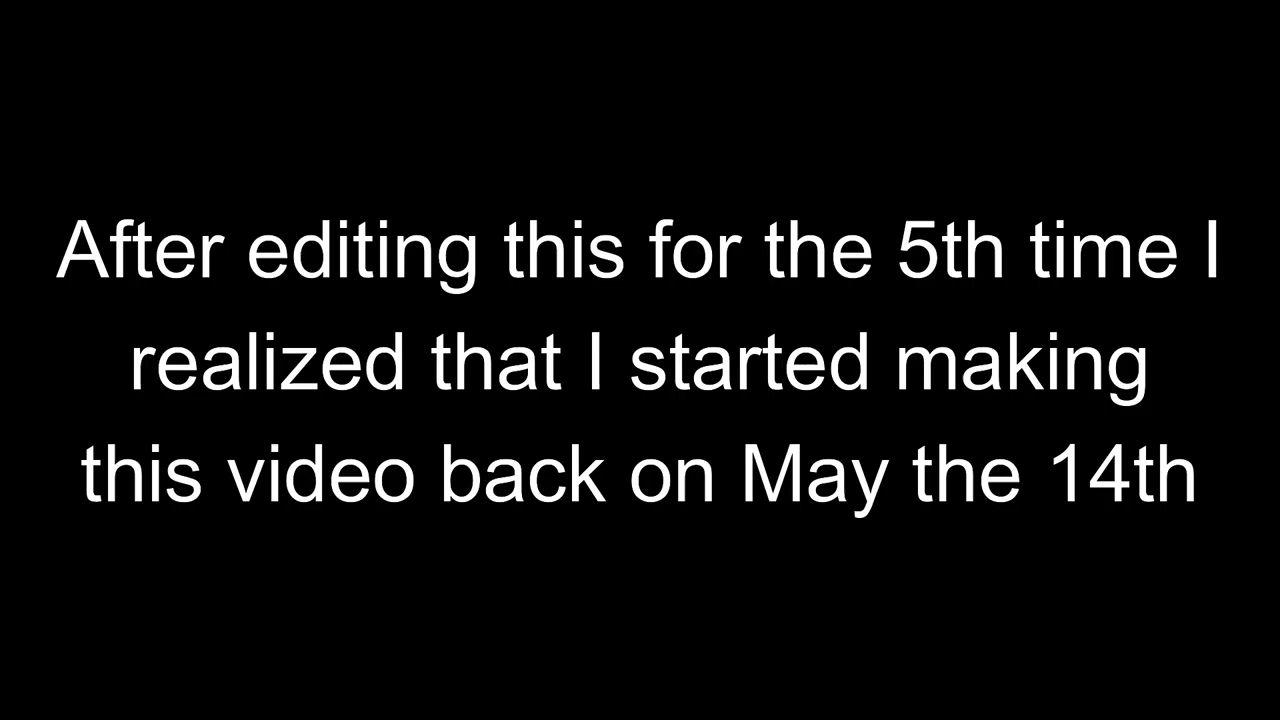 After editing this for the 5th time I
realized that I started making
this video back on May the 14th